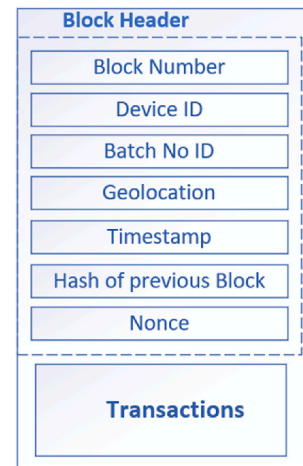 Block Header
Block Number
Device ID
Batch No ID
Geolocation
Timestamp
Hash of previous Block
Nonce
Transactions